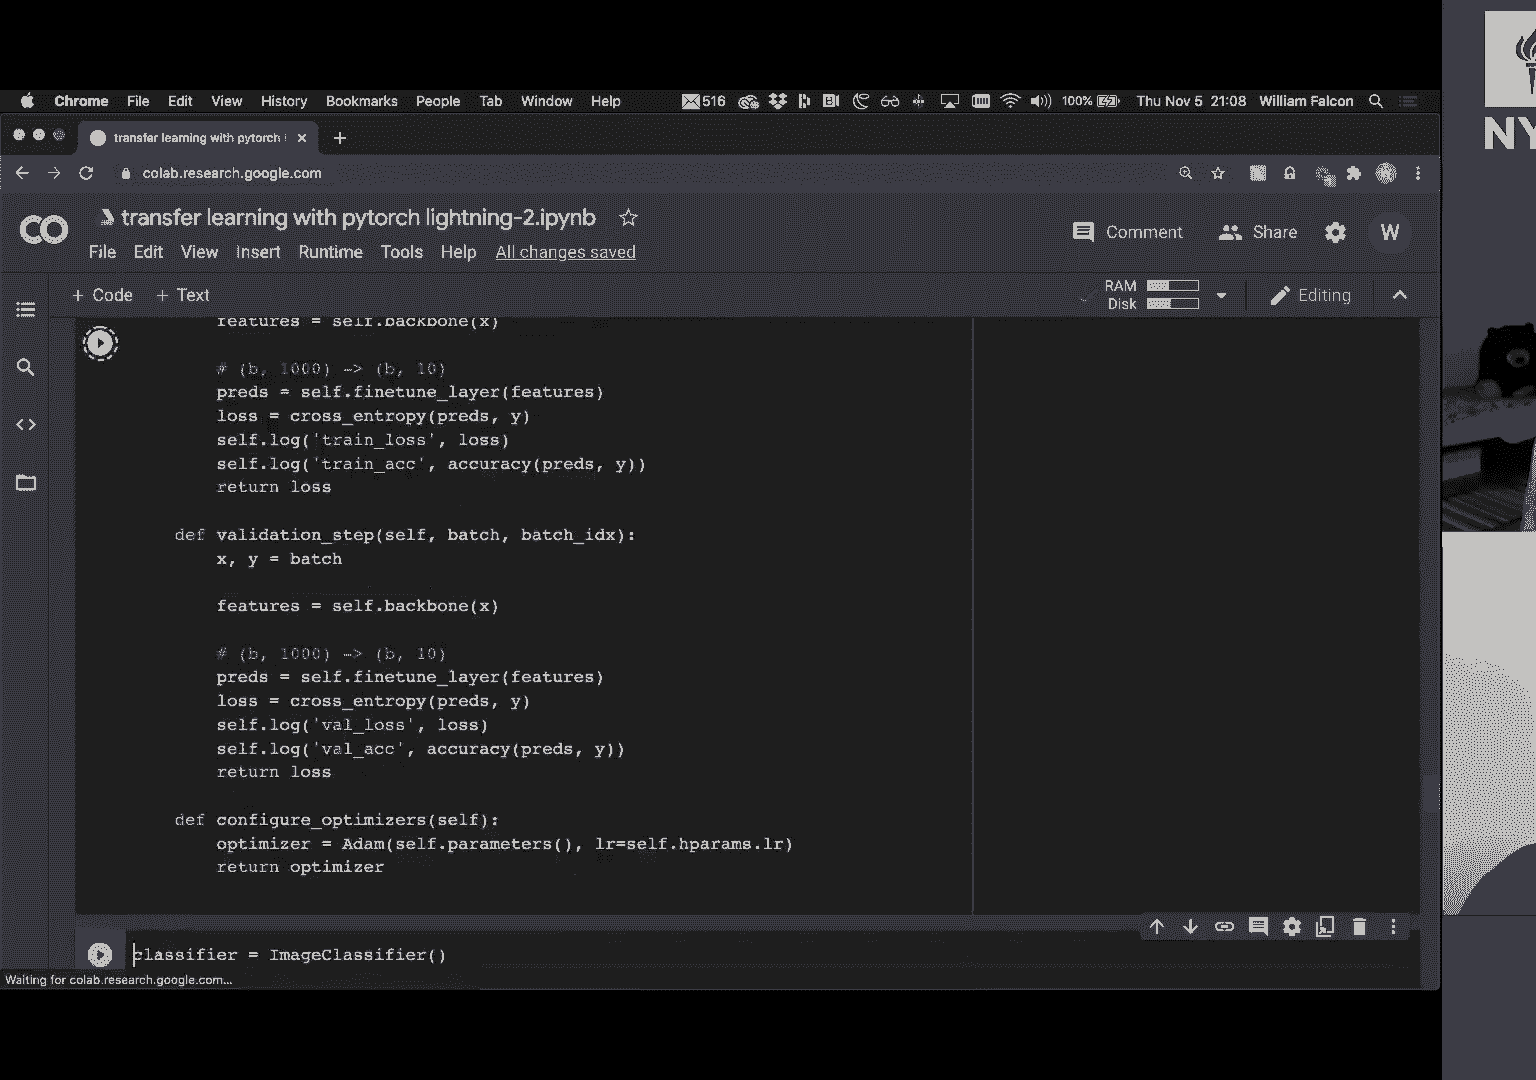 Chrome File Edit View History Bookmarks People Tab Window Help 516 100% Thu Nov 5 21:08 William Falcon
transfer learning with pytorch
colab.research.google.com
NY
CO transfer learning with pytorch lightning-2.ipynb
Comment Share W
File Edit View Insert Runtime Tools Help All changes saved
+ Code + Text
RAM
Disk
Editing
features = self.backbone(x)
# (b, 1000) -> (b, 10)
preds = self.finetune_layer(features)
loss = cross_entropy(preds, y)
self.log('train_loss', loss)
self.log('train_acc', accuracy(preds, y))
return loss
def validation_step(self, batch, batch_idx):
x, y = batch
features = self.backbone(x)
# (b, 1000) -> (b, 10)
preds = self.finetune_layer(features)
loss = cross_entropy(preds, y)
self.log('val_loss', loss)
self.log('val_acc', accuracy(preds, y))
return loss
def configure_optimizers(self):
optimizer = Adam(self.parameters(), lr=self.hparams.lr)
return optimizer
classifier = ImageClassifier()
Waiting for colab.research.google.com...